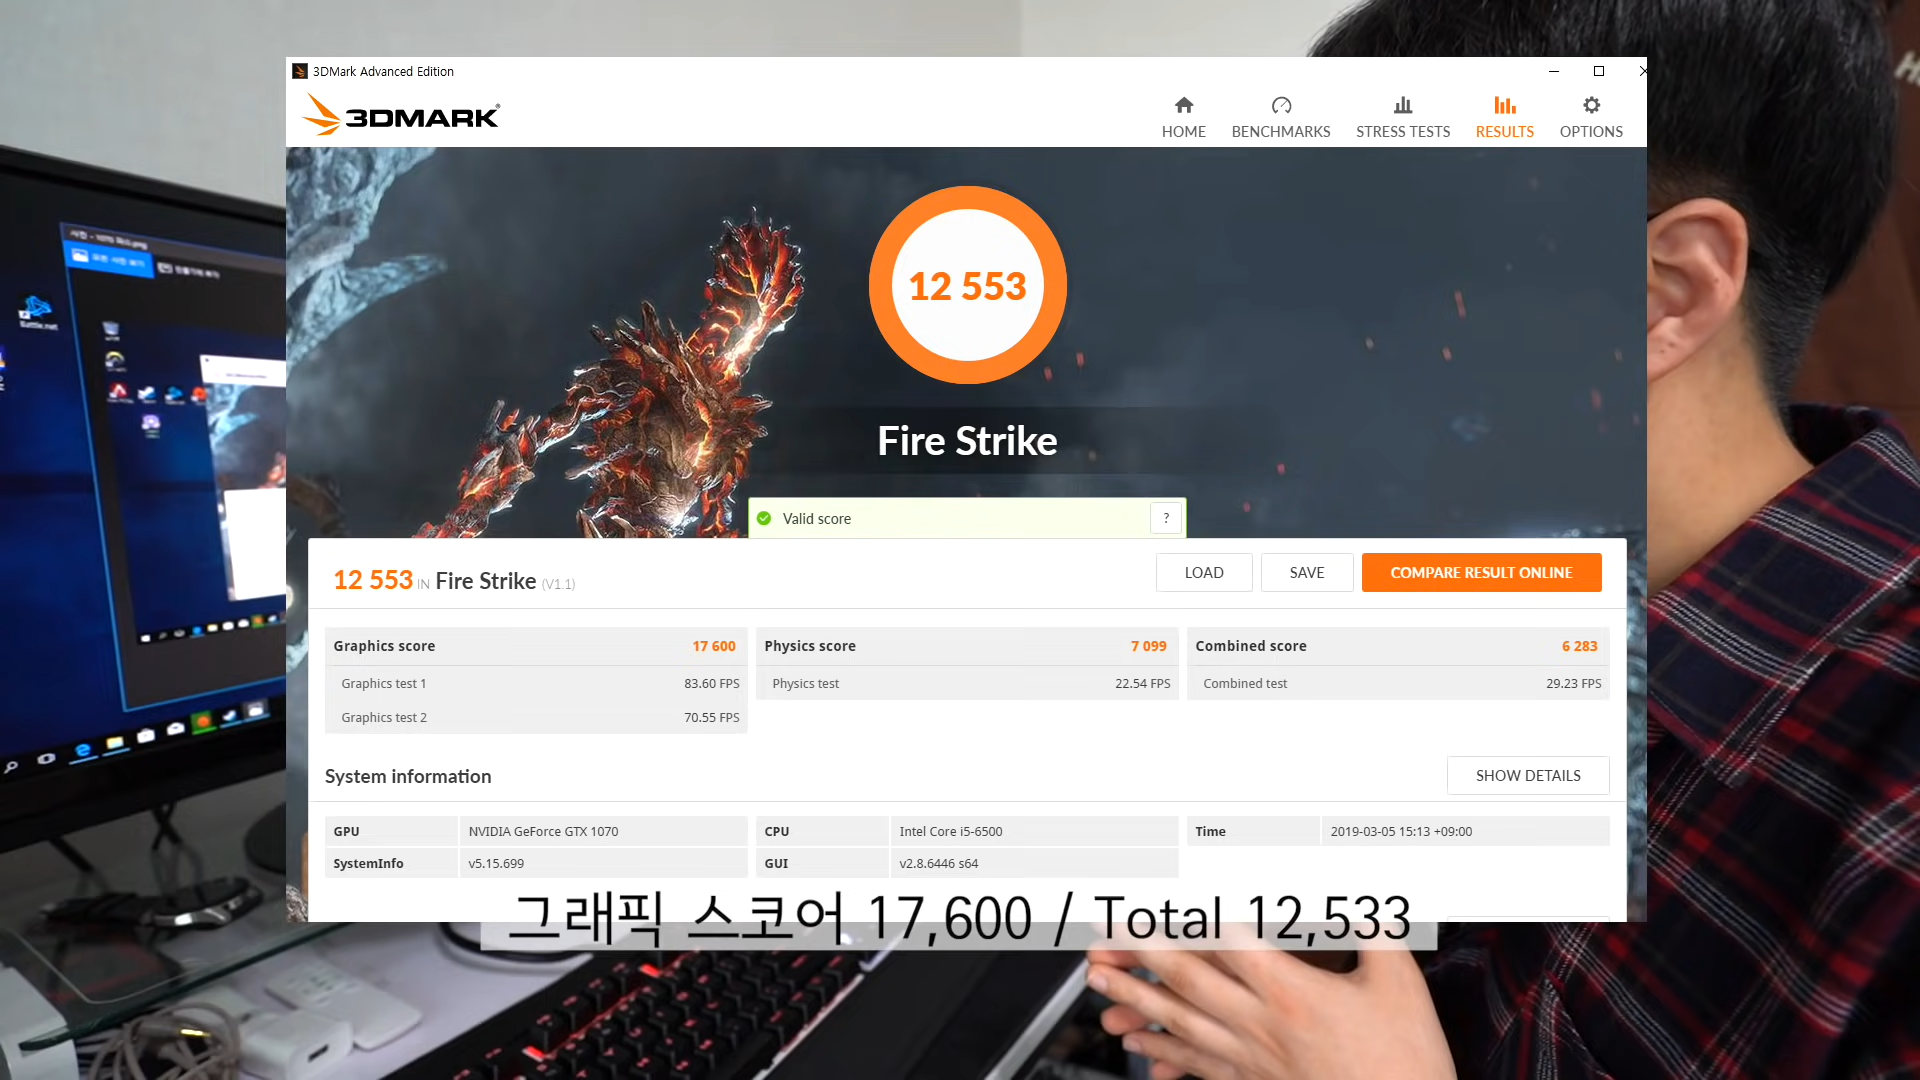 3DMark Advanced Edition
3DMARK®
HOME
BENCHMARKS
STRESS TESTS
RESULTS
OPTIONS
12 553
Fire Strike
Valid score
?
12 553 IN Fire Strike (V1.1)
LOAD
SAVE
COMPARE RESULT ONLINE
Graphics score 17 600
Graphics test 1 83.60 FPS
Graphics test 2 70.55 FPS
Physics score 7 099
Physics test 22.54 FPS
Combined score 6 283
Combined test 29.23 FPS
System information
SHOW DETAILS
GPU NVIDIA GeForce GTX 1070
CPU Intel Core i5-6500
Time 2019-03-05 15:13 +09:00
SystemInfo v5.15.699
GUI v2.8.6446 s64
그래픽 스코어 17,600 / Total 12,533
Battle.net